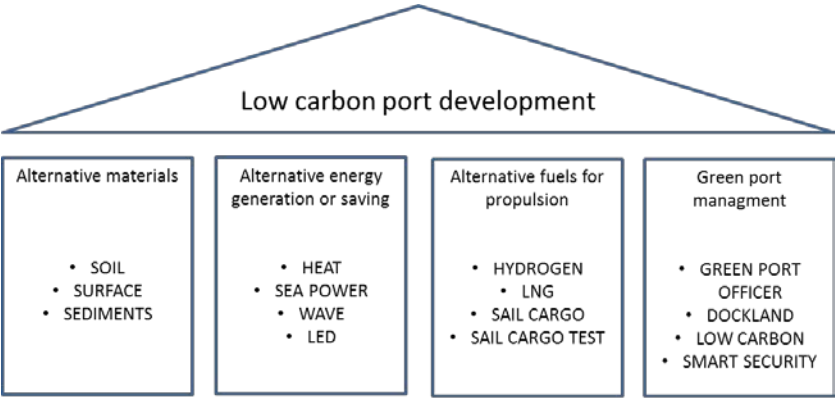 Low carbon port development
Alternative materials
• SOIL
• SURFACE
• SEDIMENTS
Alternative energy
generation or saving
• HEAT
• SEA POWER
• WAVE
• LED
Alternative fuels for
propulsion
• HYDROGEN
• LNG
• SAIL CARGO
• SAIL CARGO TEST
Green port
managment
• GREEN PORT
OFFICER
• DOCKLAND
• LOW CARBON
• SMART SECURITY